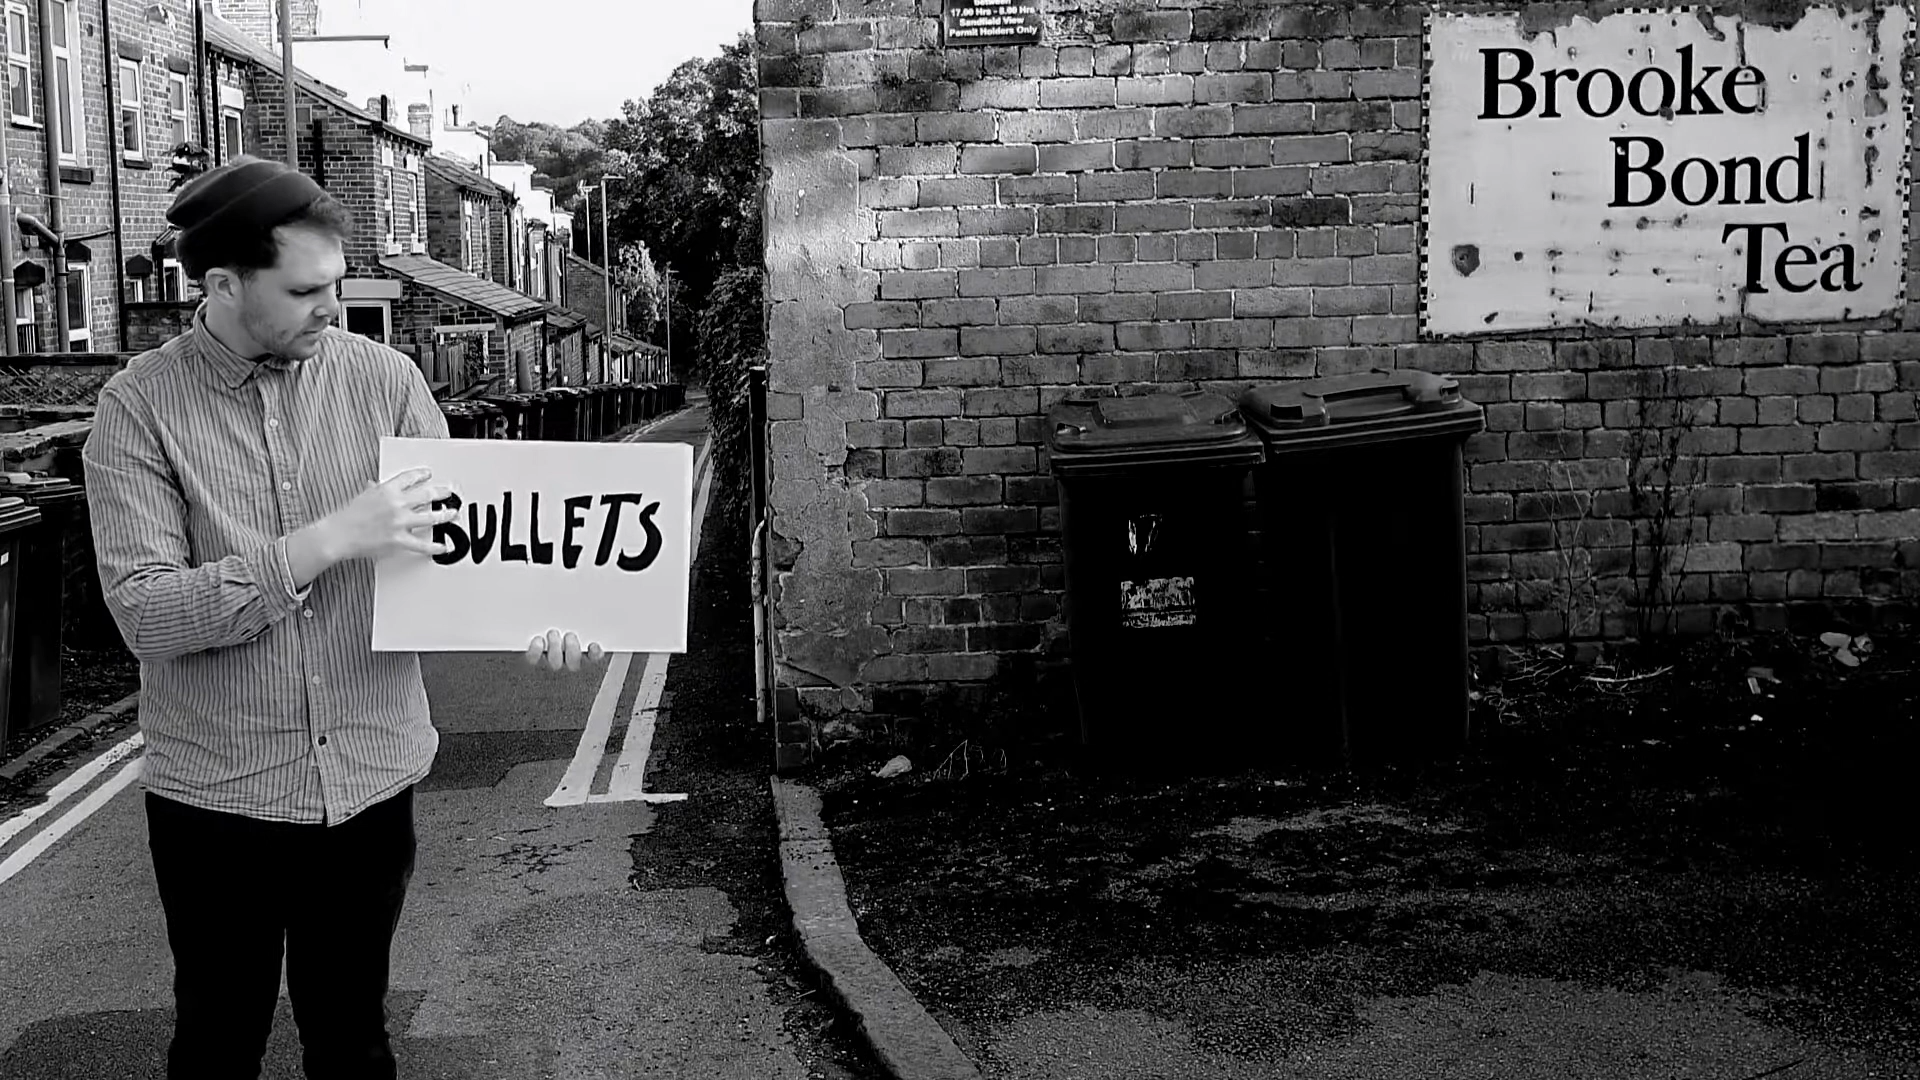 17.00 Hrs - 8.00 Hrs
Sandfield View
Permit Holders Only
Brooke
Bond
Tea
BULLETS